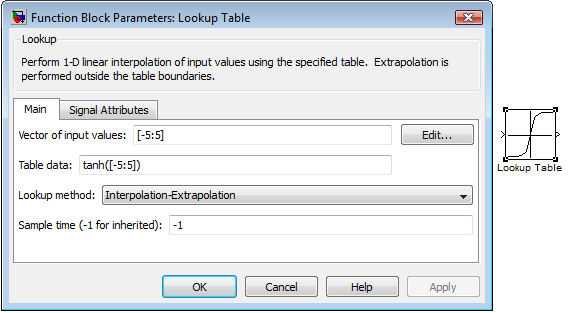 Function Block Parameters: Lookup Table
Lookup
Perform 1-D linear interpolation of input values using the specified table. Extrapolation is
performed outside the table boundaries.
Main Signal Attributes
Vector of input values: [-5:5] Edit...
Table data: tanh([-5:5])
Lookup method: Interpolation-Extrapolation
Sample time (-1 for inherited): -1
OK Cancel Help Apply
Lookup Table